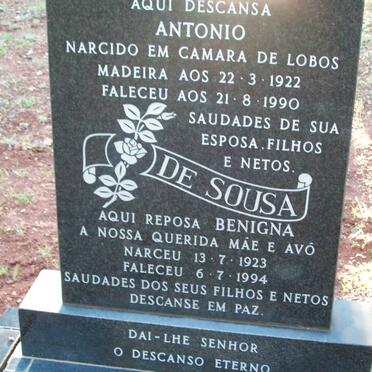 AQUI DESCANSA
ANTONIO
NARCIDO EM CAMARA DE LOBOS
MADEIRA AOS 22·3·1922
FALECEU AOS 21·8·1990
SAUDADES DE SUA
ESPOSA, FILHOS
E NETOS.
DE SOUSA
AQUI REPOSA BENIGNA
A NOSSA QUERIDA MÃE E AVÔ
NARCEU 13·7·1923
FALECEU 6·7·1994
SAUDADES DOS SEUS FILHOS E NETOS
DESCANSE EM PAZ.
DAI-LHE SENHOR
O DESCANSO ETERNO